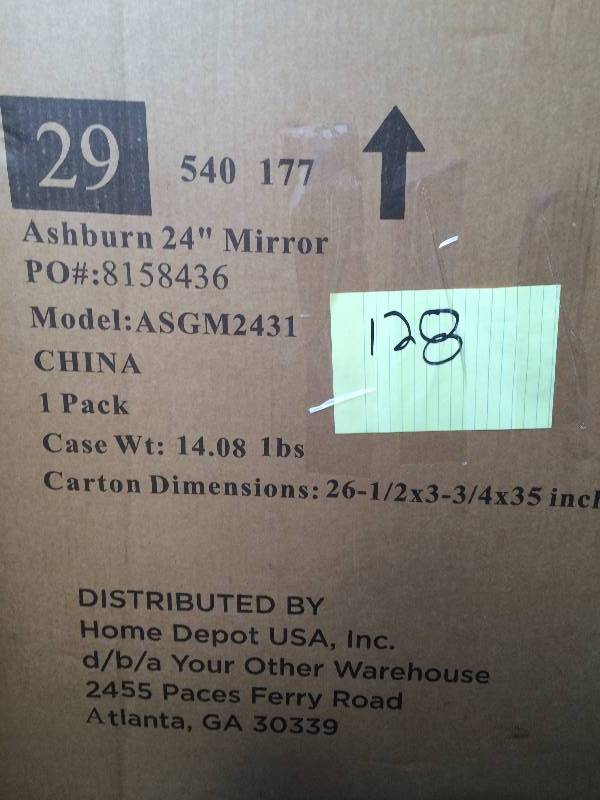 29
540 177
Ashburn 24" Mirror
PO#:8158436
Model:ASGM2431
128
CHINA
1 Pack
Case Wt: 14.08 lbs
Carton Dimensions: 26-1/2x3-3/4x35
DISTRIBUTED BY
Home Depot USA, Inc.
d/b/a Your Other Warehouse
2455 Paces Ferry Road
Atlanta, GA 30339